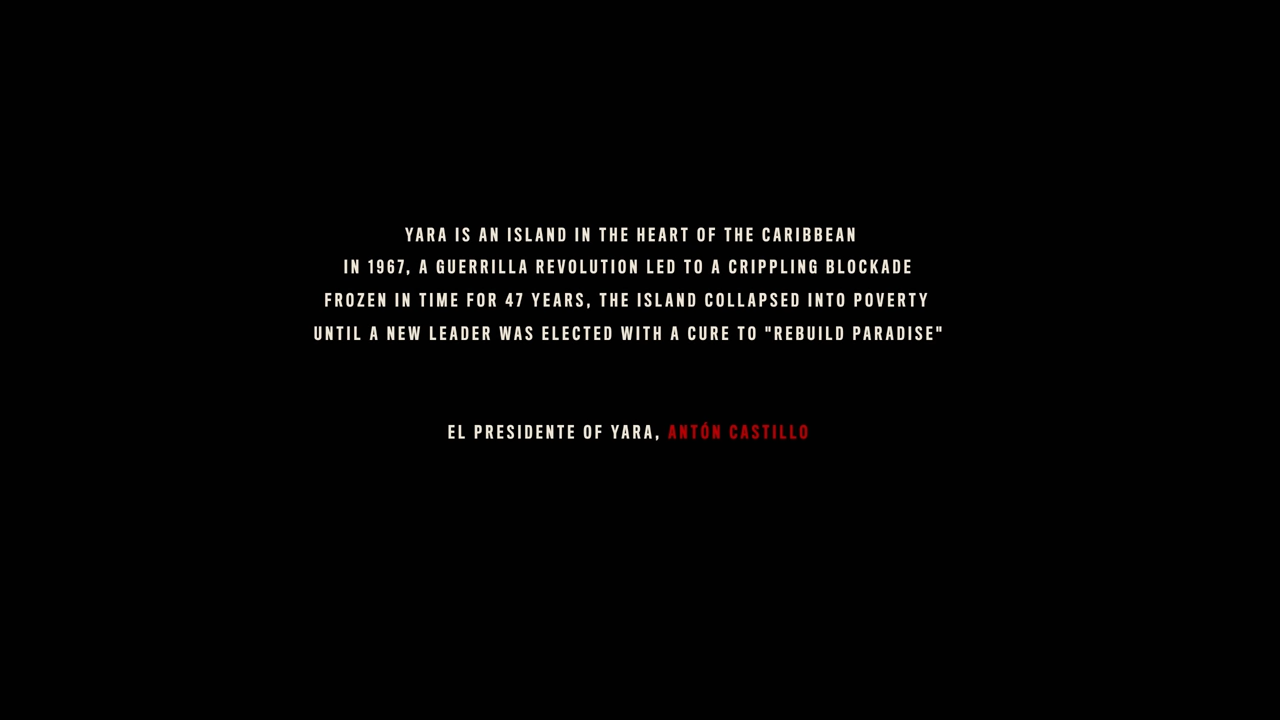 YARA IS AN ISLAND IN THE HEART OF THE CARIBBEAN
IN 1967, A GUERRILLA REVOLUTION LED TO A CRIPPLING BLOCKADE
FROZEN IN TIME FOR 47 YEARS, THE ISLAND COLLAPSED INTO POVERTY
UNTIL A NEW LEADER WAS ELECTED WITH A CURE TO "REBUILD PARADISE"
EL PRESIDENTE OF YARA, ANTÓN CASTILLO